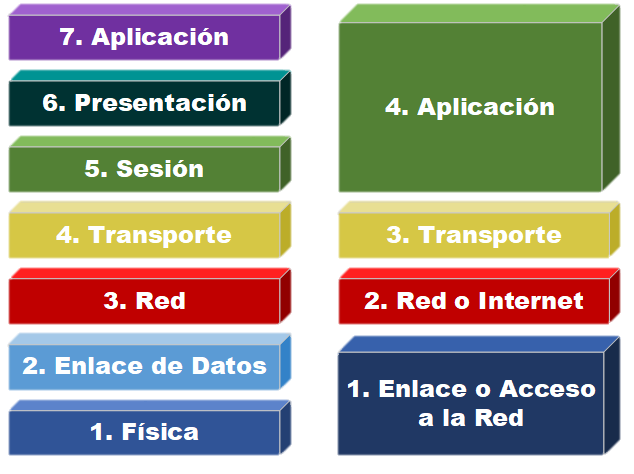 7. Aplicación
6. Presentación
5. Sesión
4. Transporte
3. Red
2. Enlace de Datos
1. Física
4. Aplicación
3. Transporte
2. Red o Internet
1. Enlace o Acceso
a la Red